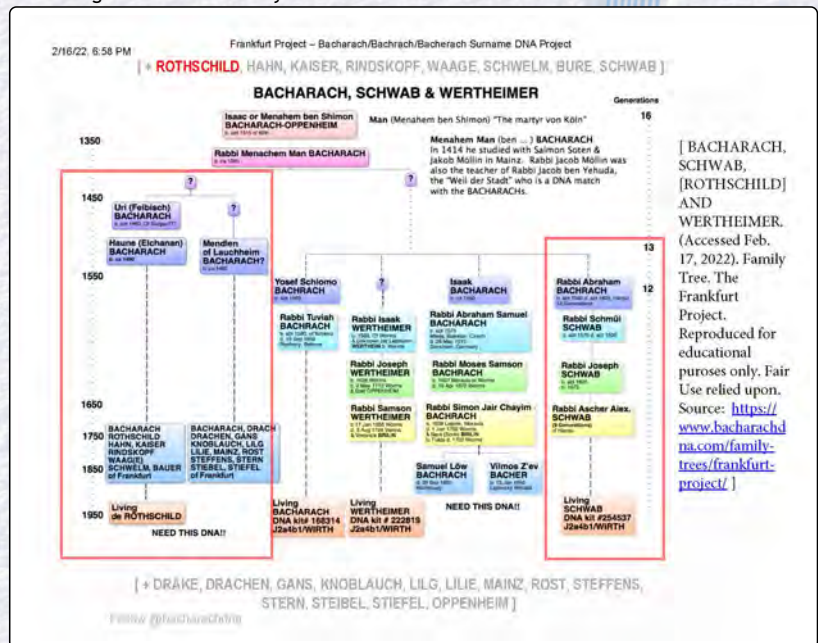 2/16/22, 6:58 PM
Frankfurt Project – Bacharach/Bachrach/Bacherach Surname DNA Project
[ + ROTHSCHILD, HAHN, KAISER, RINDSKOPF, WAAGE, SCHWELM, BURE, SCHWAB ]
BACHARACH, SCHWAB & WERTHEIMER
Generations
16
Isaac or Menahem ben Shimon
BACHARACH-OPPENHEIM
Man (Menahem ben Shimon) "The martyr von Köln"
1350
Rabbi Menachem Man BACHARACH
Menahem Man (ben ... ) BACHARACH
In 1414 he studied with Salmon Soten &
Jakob Möllin in Mainz. Rabbi Jacob Möllin was
also the teacher of Rabbi Jacob ben Yehuda,
the "Weil der Stadt" who is a DNA match
with the BACHARACHs.
?
?
?
1450
Uri (Feibisch)
BACHARACH
Haune (Elchanan)
BACHARACH
Mendlen
of Lauchheim
BACHARACH?
13
1550
12
Yosef Schlomo
BACHRACH
?
Isaak
BACHARACH
Rabbi Abraham
BACHRACH
Rabbi Tuviah
BACHRACH
Rabbi Isaak
WERTHEIMER
Rabbi Abraham Samuel
BACHARACH
Rabbi Schmül
SCHWAB
Rabbi Joseph
WERTHEIMER
Rabbi Moses Samson
BACHRACH
Rabbi Joseph
SCHWAB
1650
Rabbi Samson
WERTHEIMER
Rabbi Simon Jair Chayim
BACHRACH
Rabbi Ascher Alex.
SCHWAB
1750
BACHARACH
ROTHSCHILD
HAHN, KAISER
RINDSKOPF
WAAG(E)
SCHWELM, BAUER
of Frankfurt
BACHARACH, DRACH
DRACHEN, GANS
KNOBLAUCH, LILG
LILIE, MAINZ, ROST
STEFFENS, STERN
STIEBEL, STIEFEL
of Frankfurt
1850
Samuel Löw
BACHRACH
Vilmos Z'ev
BACHER
1950
Living
de ROTHSCHILD
NEED THIS DNA!!
Living
BACHARACH
DNA kit# 168314
J2a4b1/WIRTH
Living
WERTHEIMER
DNA kit # 222819
J2a4b1/WIRTH
NEED THIS DNA!!
Living
SCHWAB
DNA kit #254537
J2a4b1/WIRTH
[ + DRAKE, DRACHEN, GANS, KNOBLAUCH, LILG, LILIE, MAINZ, ROST, STEFFENS,
STERN, STEIBEL, STIEFEL, OPPENHEIM ]
Follow @bacharachdna
[ BACHARACH,
SCHWAB,
[ROTHSCHILD]
AND
WERTHEIMER.
(Accessed Feb.
17, 2022). Family
Tree. The
Frankfurt
Project.
Reproduced for
educational
puroses only. Fair
Use relied upon.
Source: https://
www.bacharachd
na.com/family-
trees/frankfurt-
project/ ]